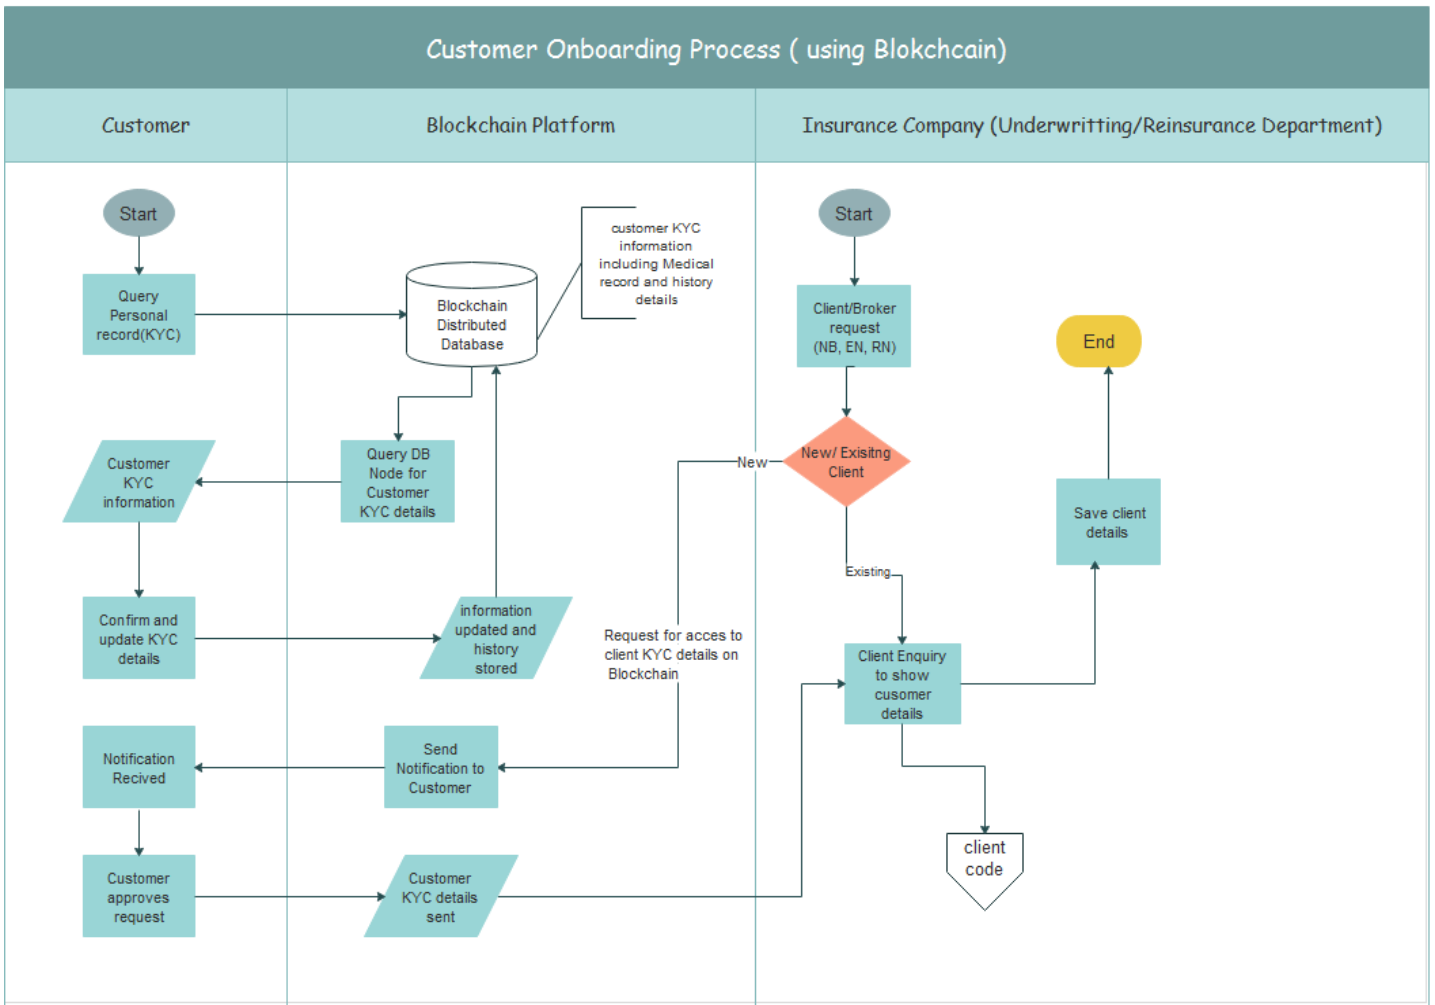 Customer Onboarding Process ( using Blokchcain)
Customer
Blockchain Platform
Insurance Company (Underwritting/Reinsurance Department)
Start
Query
Personal
record(KYC)
Blockchain
Distributed
Database
customer KYC
information
including Medical
record and history
details
Start
Client/Broker
request
(NB, EN, RN)
End
Customer
KYC
information
Query DB
Node for
Customer
KYC details
New
New/ Exisitng
Client
Save client
details
Existing
Confirm and
update KYC
details
information
updated and
history
stored
Request for acces to
client KYC details on
Blockchain
Client Enquiry
to show
cusomer
details
Notification
Recived
Send
Notification to
Customer
Customer
approves
request
Customer
KYC details
sent
client
code